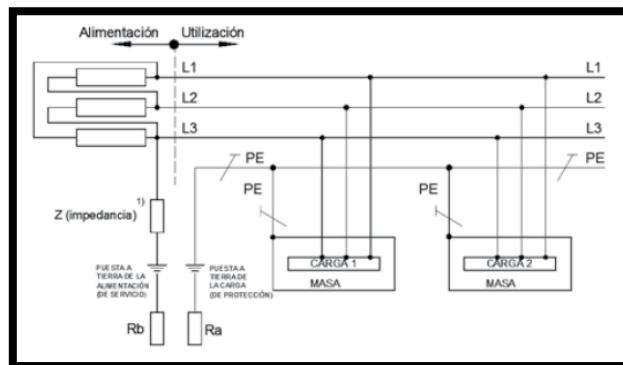 Alimentación Utilización
L1 L1
L2 L2
L3 L3
PE PE
PE PE
1)
Z (impedancia)
CARGA 1 CARGA 2
MASA MASA
PUESTA A
TIERRA DE LA
ALIMENTACIÓN
(DE SERVICIO)
PUESTA A
TIERRA DE
LA CARGA
(DE PROTECCIÓN)
Rb Ra